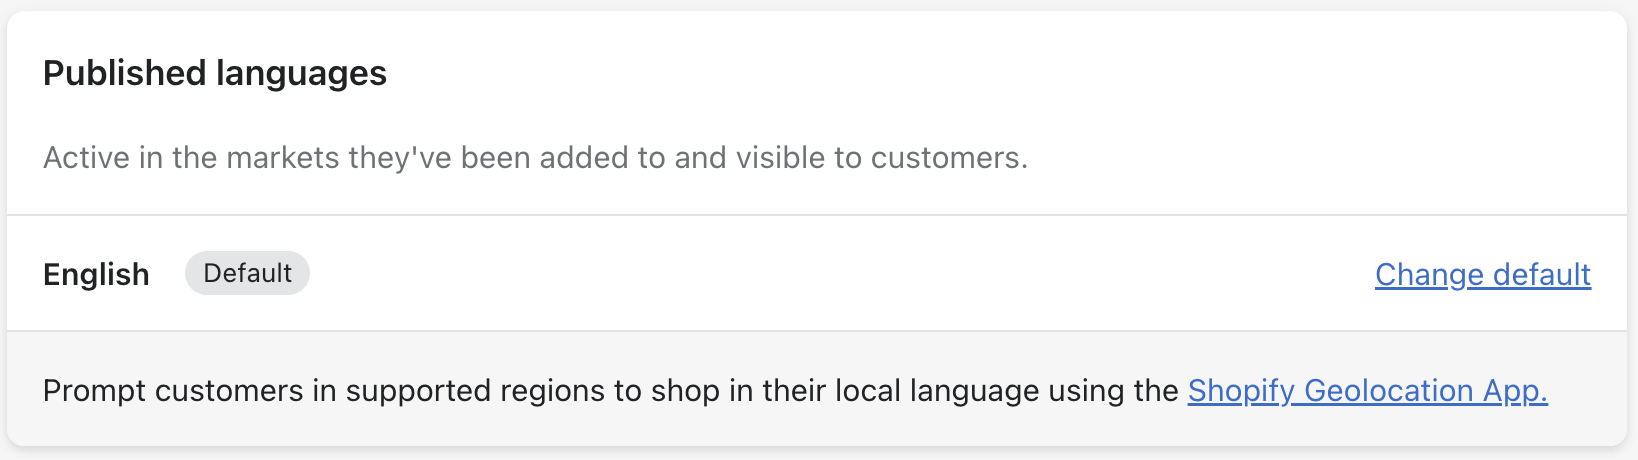 Published languages
Active in the markets they've been added to and visible to customers.
English Default Change default
Prompt customers in supported regions to shop in their local language using the Shopify Geolocation App.